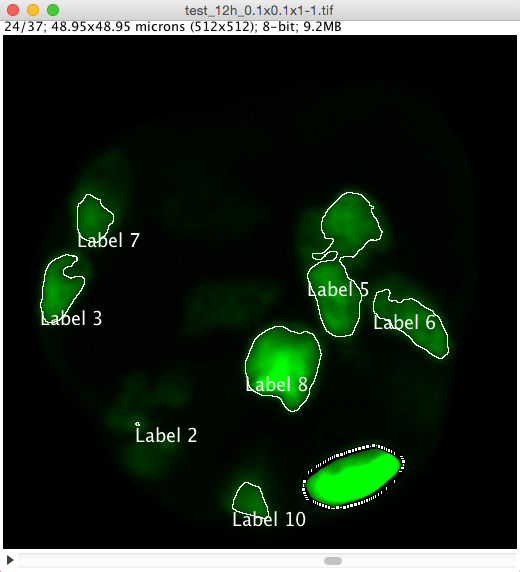 test_12h_0.1x0.1x1-1.tif
24/37; 48.95x48.95 microns (512x512); 8-bit; 9.2MB
Label 7
Label 5
Label 3
Label 6
Label 8
Label 2
Label 10